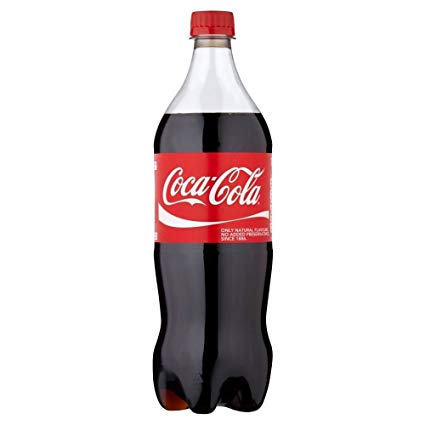 Coca-Cola
ONLY NATURAL FLAVOURS.
NO ADDED PRESERVATIVES.
SINCE 1886.